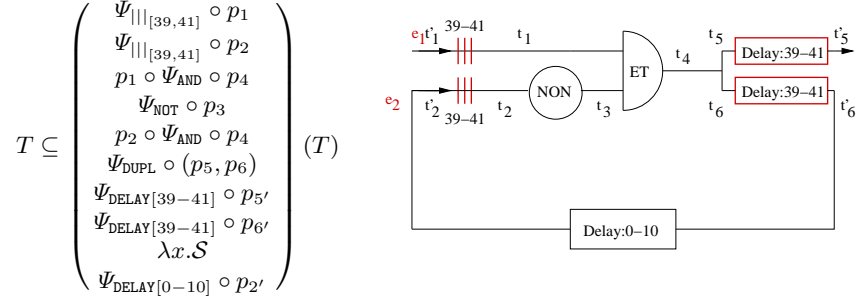 T ⊆ ( Ψ|||[39,41] ∘ p1
Ψ|||[39,41] ∘ p2
p1 ∘ ΨAND ∘ p4
ΨNOT ∘ p3
p2 ∘ ΨAND ∘ p4
ΨDUPL ∘ (p5, p6)
ΨDELAY[39−41] ∘ p5′
ΨDELAY[39−41] ∘ p6′
λx.S
ΨDELAY[0−10] ∘ p2′ ) (T)
e1 t'1 39–41 t1
t5 Delay:39–41 t'5
ET t4
e2 t'2 39–41 t2 NON t3
t6 Delay:39–41 t'6
Delay:0–10